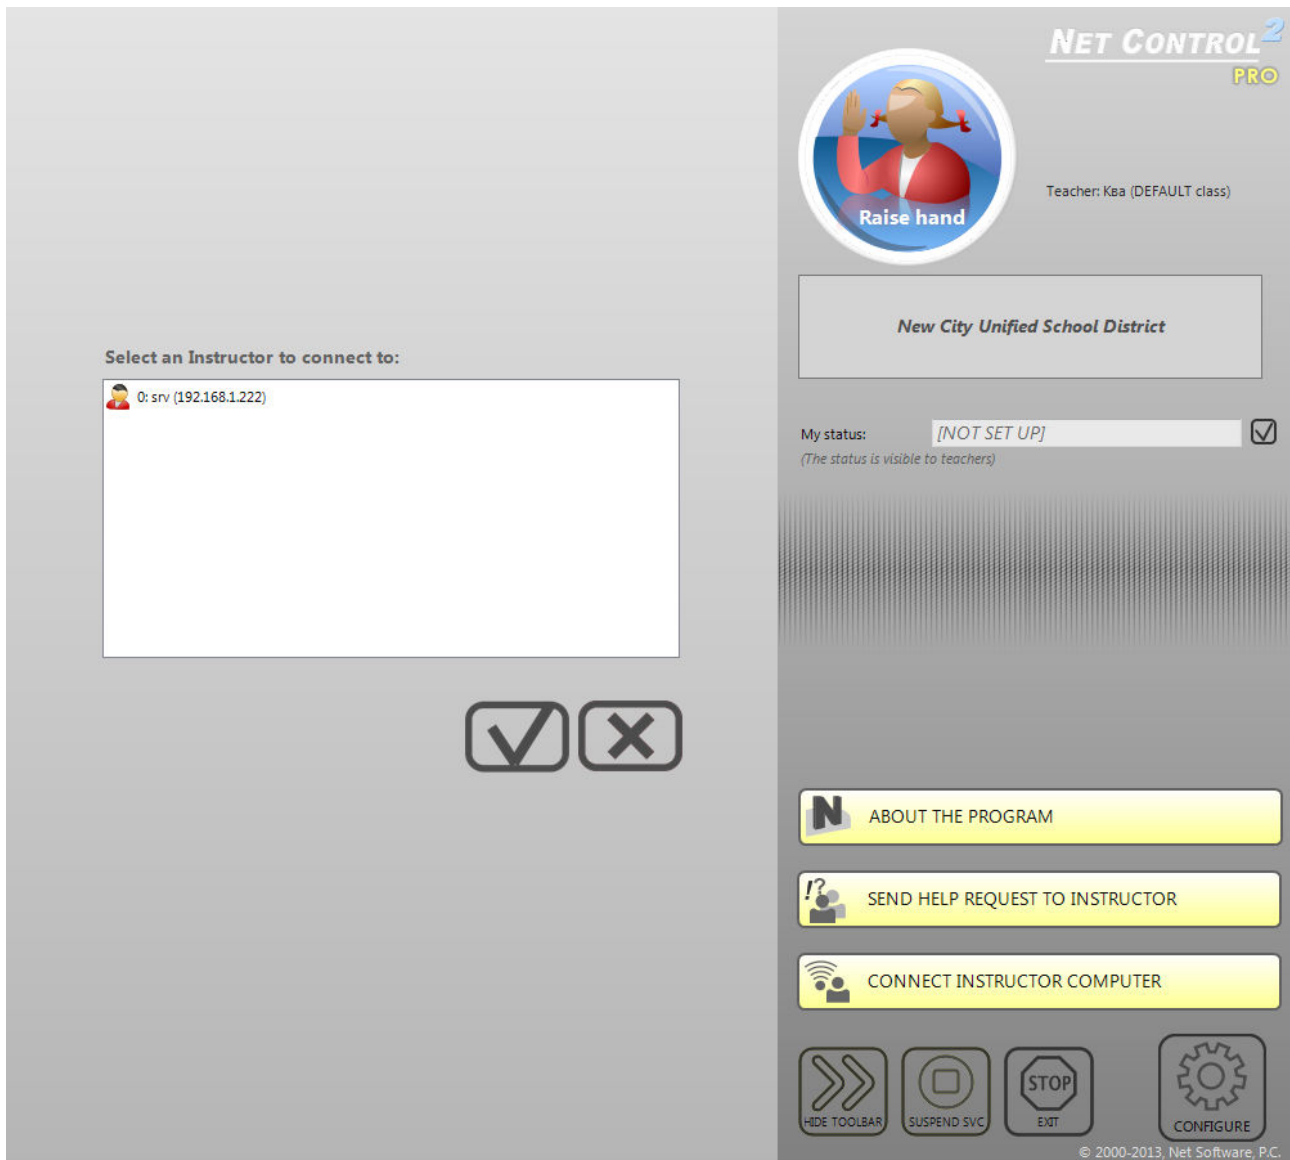 NET CONTROL 2
PRO
Raise hand
Teacher: Ква (DEFAULT class)
New City Unified School District
Select an Instructor to connect to:
0: srv (192.168.1.222)
My status:
[NOT SET UP]
(The status is visible to teachers)
ABOUT THE PROGRAM
SEND HELP REQUEST TO INSTRUCTOR
CONNECT INSTRUCTOR COMPUTER
HIDE TOOLBAR
SUSPEND SVC
STOP
EXIT
CONFIGURE
© 2000-2013, Net Software, P.C.